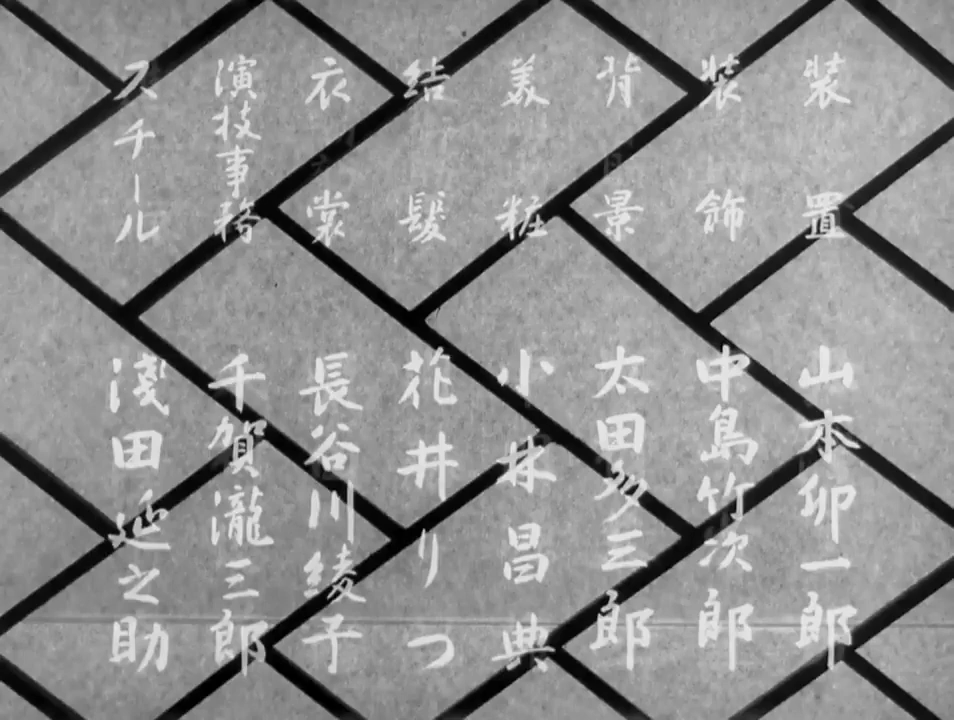 装置 山本卯一郎
装飾 中島竹次郎
背景 太田多三郎
美粧 小林昌典
結髪 花井りつ
衣裳 長谷川綾子
演技事務 千賀瀧三郎
スチール 浅田延之助